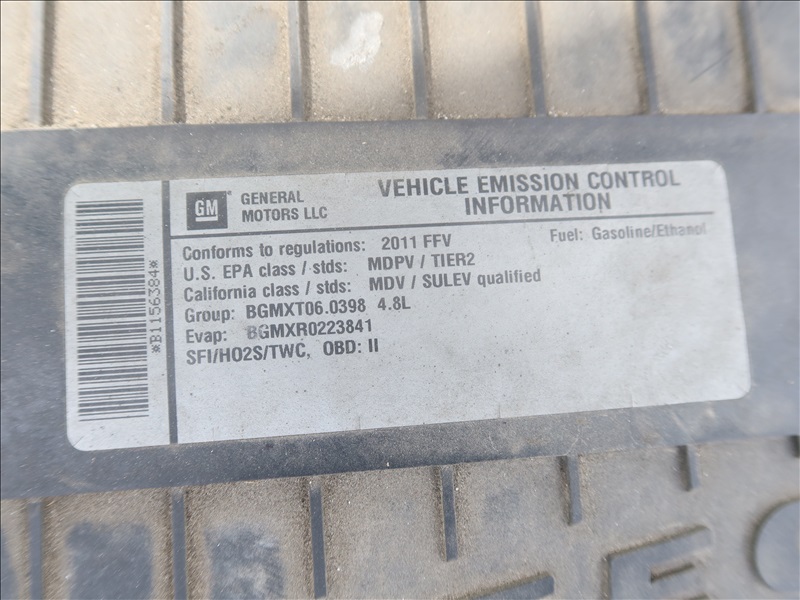 *B1156384*
GM
GENERAL
MOTORS LLC
VEHICLE EMISSION CONTROL
INFORMATION
Conforms to regulations: 2011 FFV
Fuel: Gasoline/Ethanol
U.S. EPA class / stds: MDPV / TIER2
California class / stds: MDV / SULEV qualified
Group: BGMXT06.0398 4.8L
Evap: BGMXR0223841
SFI/HO2S/TWC, OBD: II